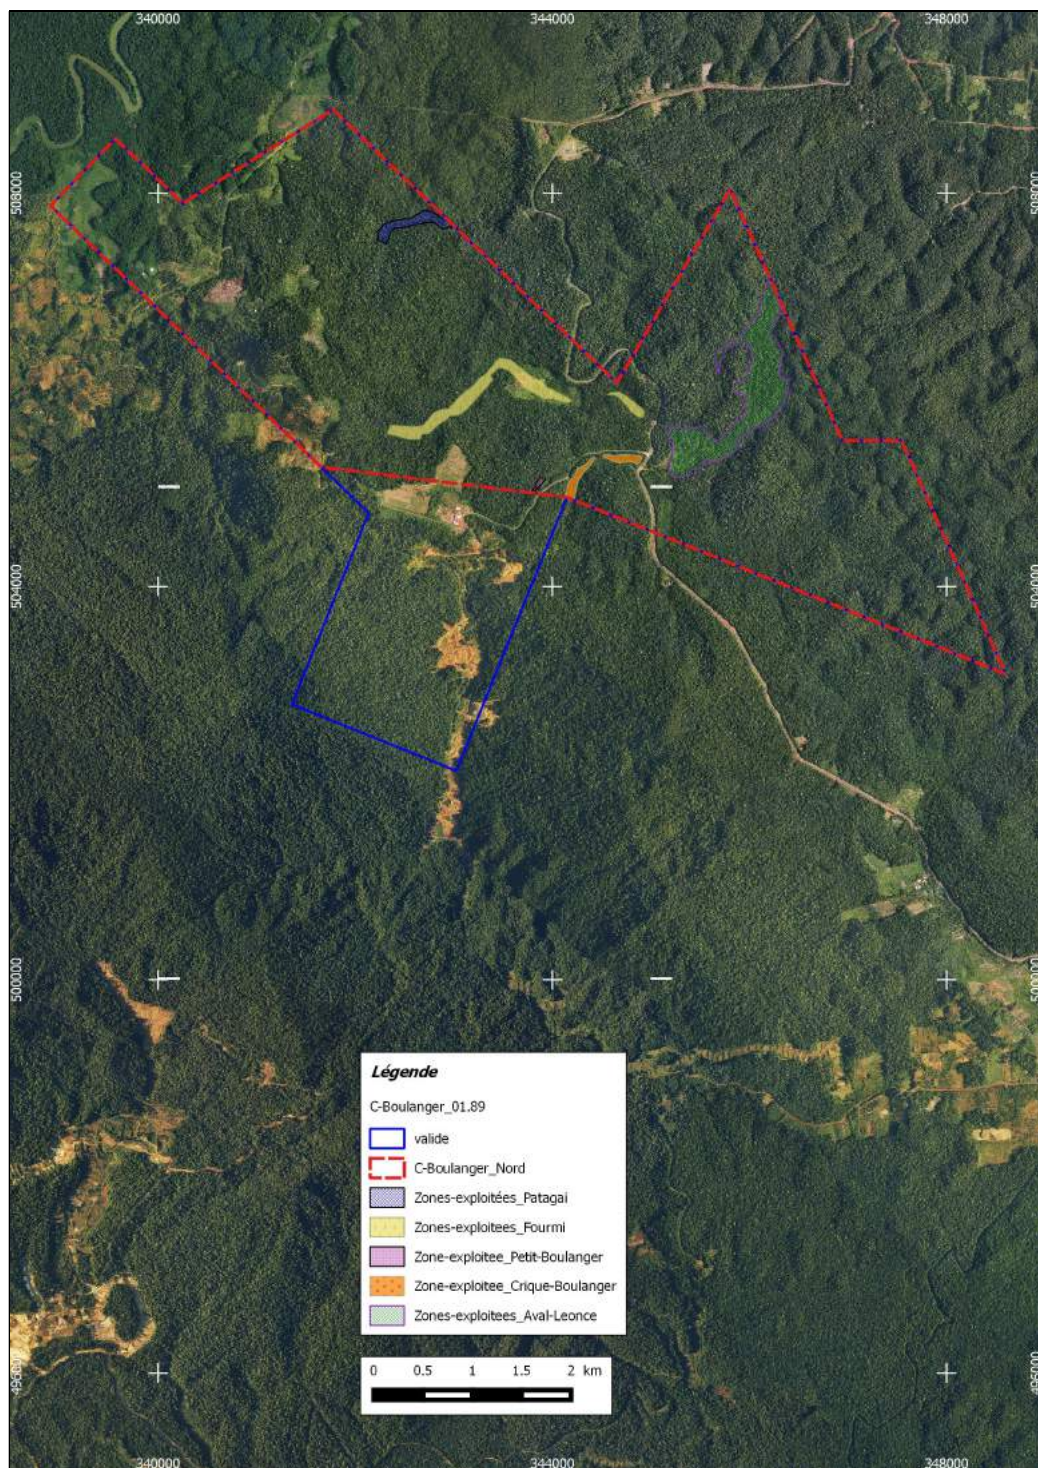 340000 344000 348000
508000 508000
504000 504000
500000 500000
Légende
C-Boulanger_01.89
valide
C-Boulanger_Nord
Zones-exploitées_Patagai
Zones-exploitees_Fourmi
Zone-exploitee_Petit-Boulanger
Zone-exploitee_Crique-Boulanger
Zones-exploitees_Aval-Leonce
0 0.5 1 1.5 2 km
496000 496000
340000 344000 348000